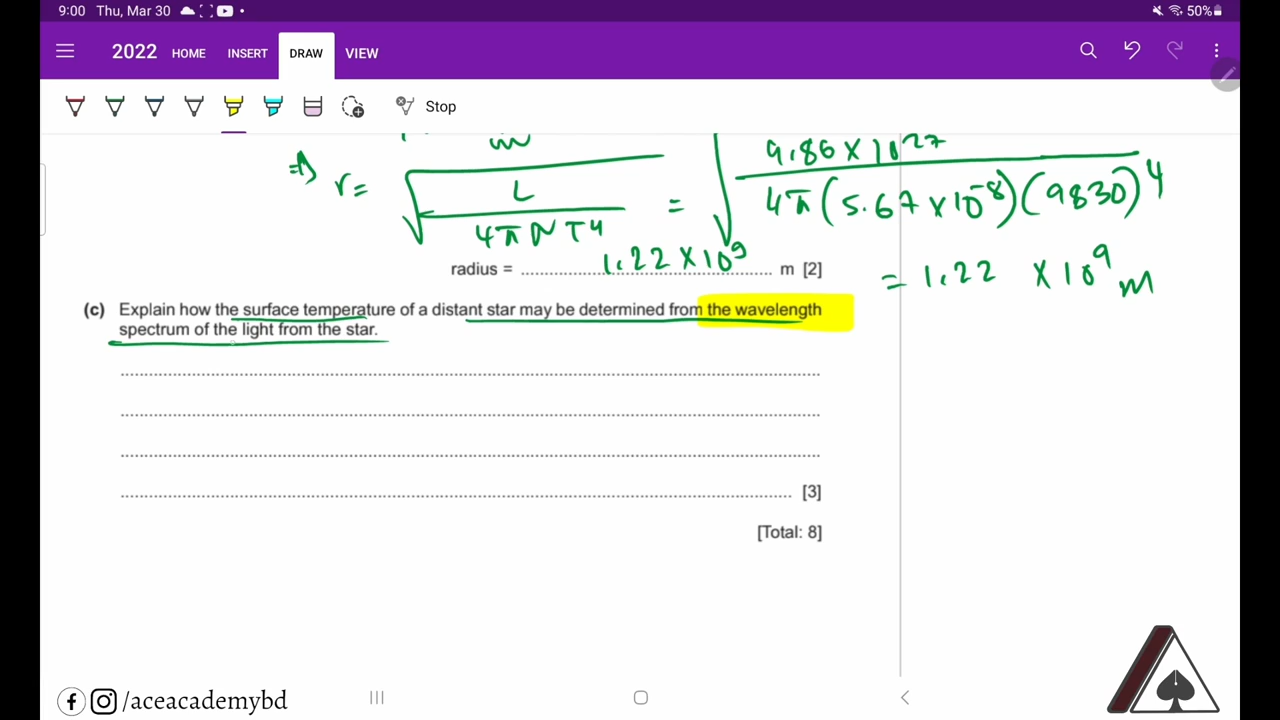 9:00 Thu, Mar 30
50%
2022 HOME INSERT DRAW VIEW
Stop
m
⇒ r = √ L / 4πσT⁴ = √ 9.86 × 10²⁷ / 4π (5.67 × 10⁻⁸) (9830)⁴
radius = 1.22 × 10⁹ m [2]
= 1.22 × 10⁹ m
(c) Explain how the surface temperature of a distant star may be determined from the wavelength
spectrum of the light from the star.
[3]
[Total: 8]
/aceacademybd